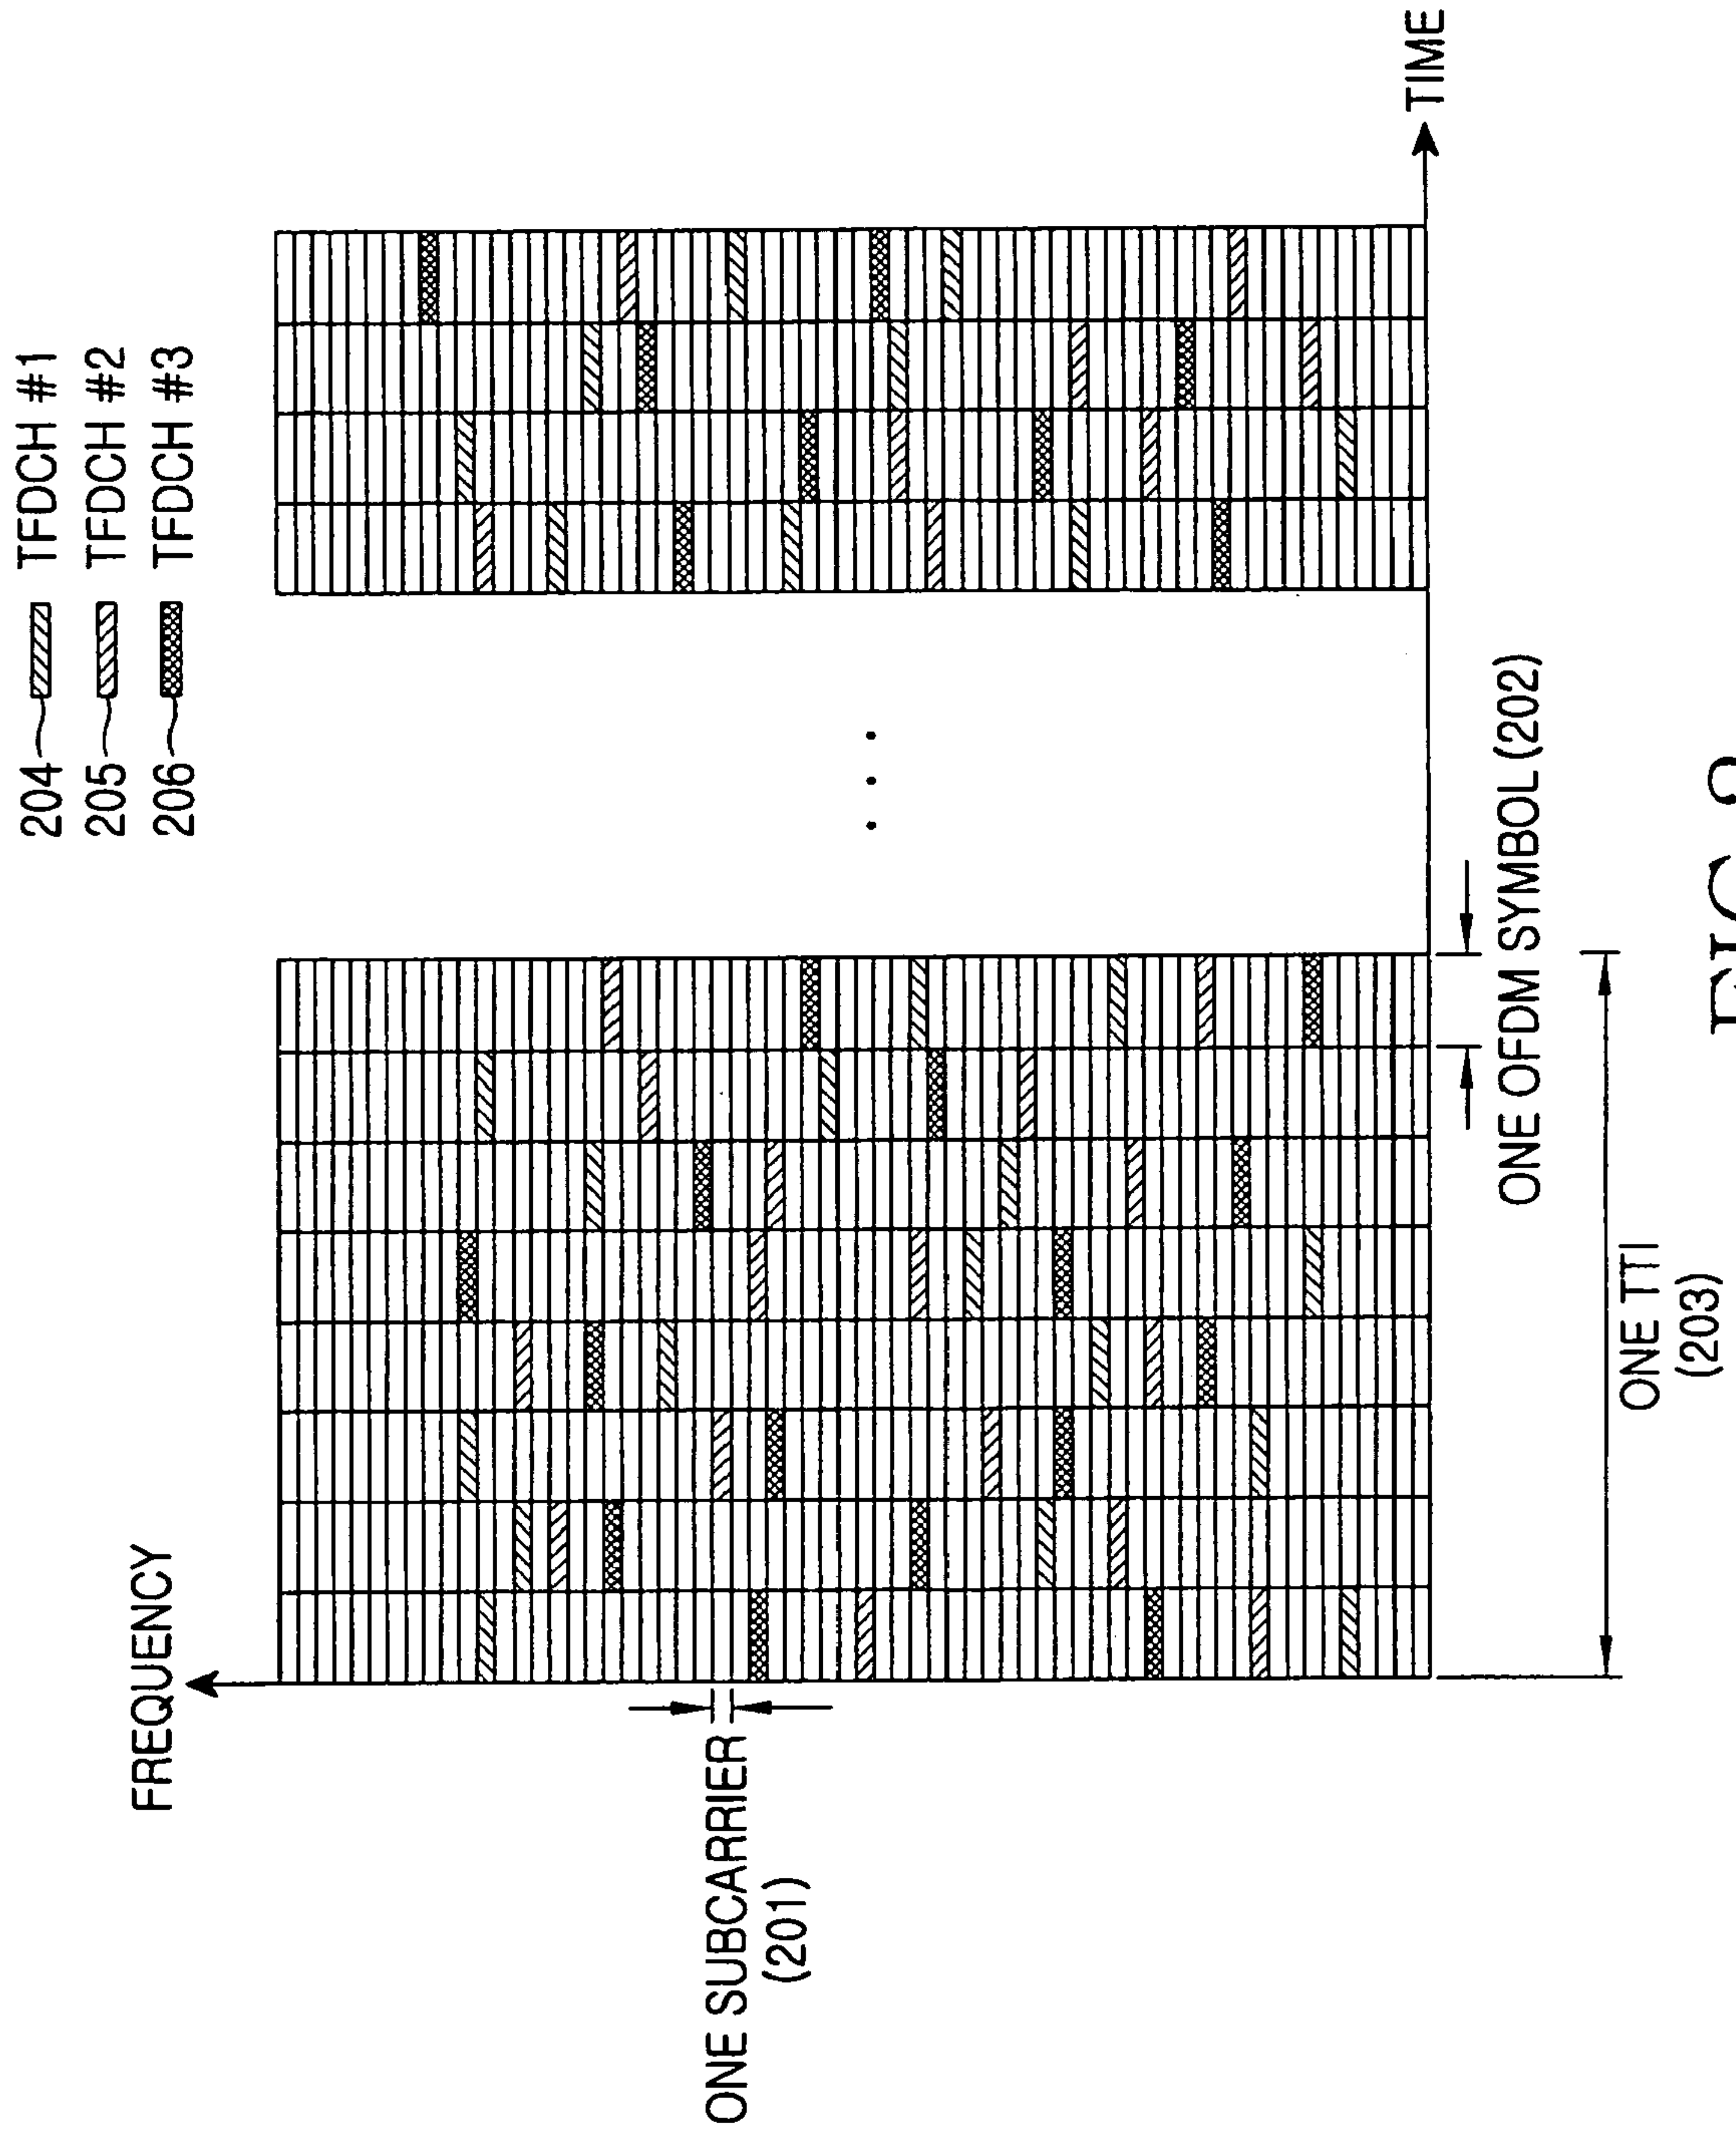 204 TFDCH #1
205 TFDCH #2
206 TFDCH #3
FREQUENCY
ONE SUBCARRIER
(201)
TIME
ONE OFDM SYMBOL (202)
ONE TTI
(203)